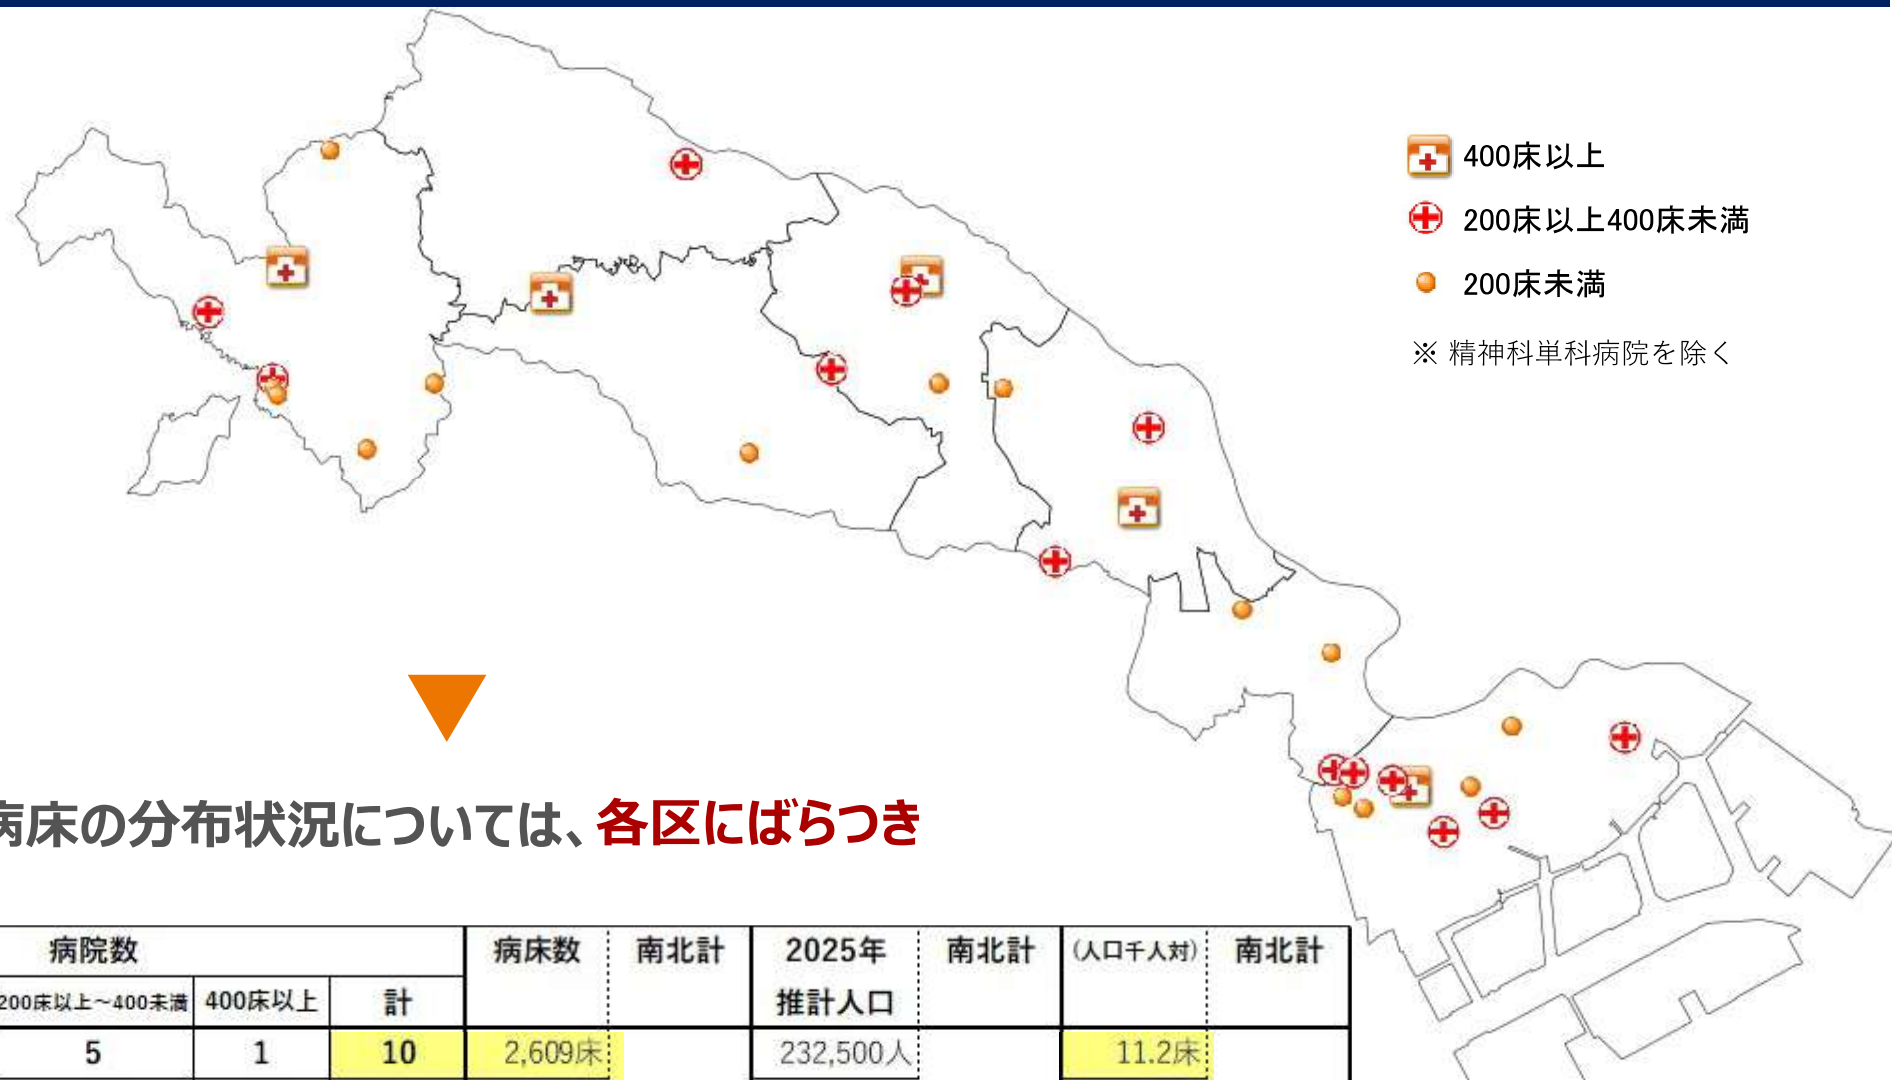 400床以上
200床以上400床未満
200床未満
※ 精神科単科病院を除く
病床の分布状況については、各区にばらつき
病院数 病床数 南北計 2025年 南北計 (人口千人対) 南北計
200床以上～400未満 400床以上 計 推計人口
5 1 10 2,609床 232,500人 11.2床